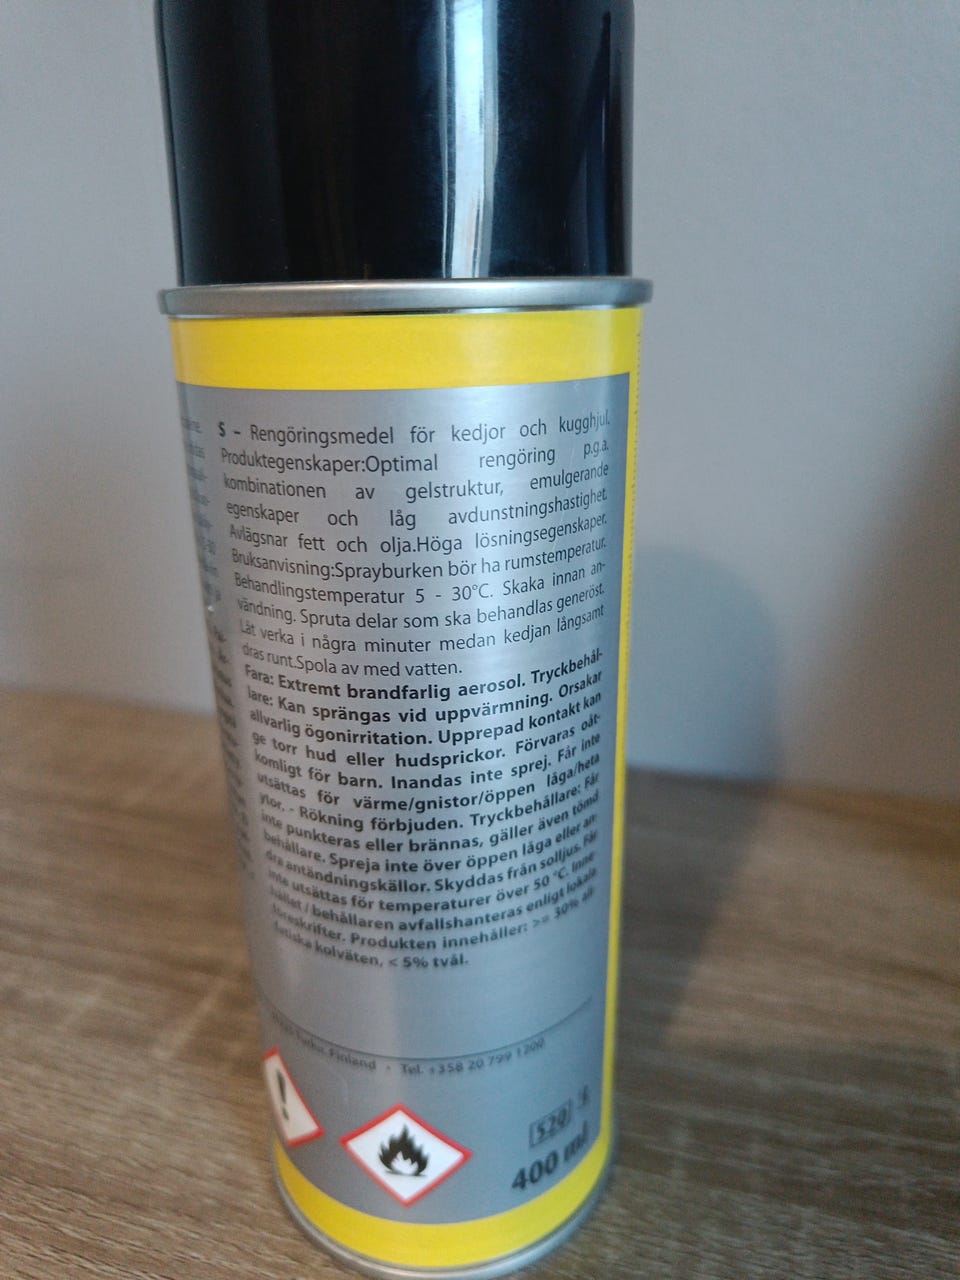 S – Rengöringsmedel för kedjor och kugghjul.
Produktegenskaper:Optimal rengöring p.g.a.
kombinationen av gelstruktur, emulgerande
egenskaper och låg avdunstningshastighet.
Avlägsnar fett och olja.Höga lösningsegenskaper.
Bruksanvisning:Sprayburken bör ha rumstemperatur.
Behandlingstemperatur 5 - 30°C. Skaka innan an-
vändning. Spruta delar som ska behandlas generöst.
Låt verka i några minuter medan kedjan långsamt
dras runt.Spola av med vatten.
Fara: Extremt brandfarlig aerosol. Tryckbehål-
lare: Kan sprängas vid uppvärmning. Orsakar
allvarlig ögonirritation. Upprepad kontakt kan
ge torr hud eller hudsprickor. Förvaras oåt-
komligt för barn. Inandas inte sprej. Får inte
utsättas för värme/gnistor/öppen låga/heta
ytor. - Rökning förbjuden. Tryckbehållare: Får
inte punkteras eller brännas, gäller även tömd
behållare. Spreja inte över öppen låga eller an-
dra antändningskällor. Skyddas från solljus. Får
inte utsättas för temperaturer över 50 °C. Inne-
hållet / behållaren avfallshanteras enligt lokala
föreskrifter. Produkten innehåller: >= 30% ali-
fatiska kolväten, < 5% tvål.
Finland • Tel. +358 20 799 1200
520
400 ml